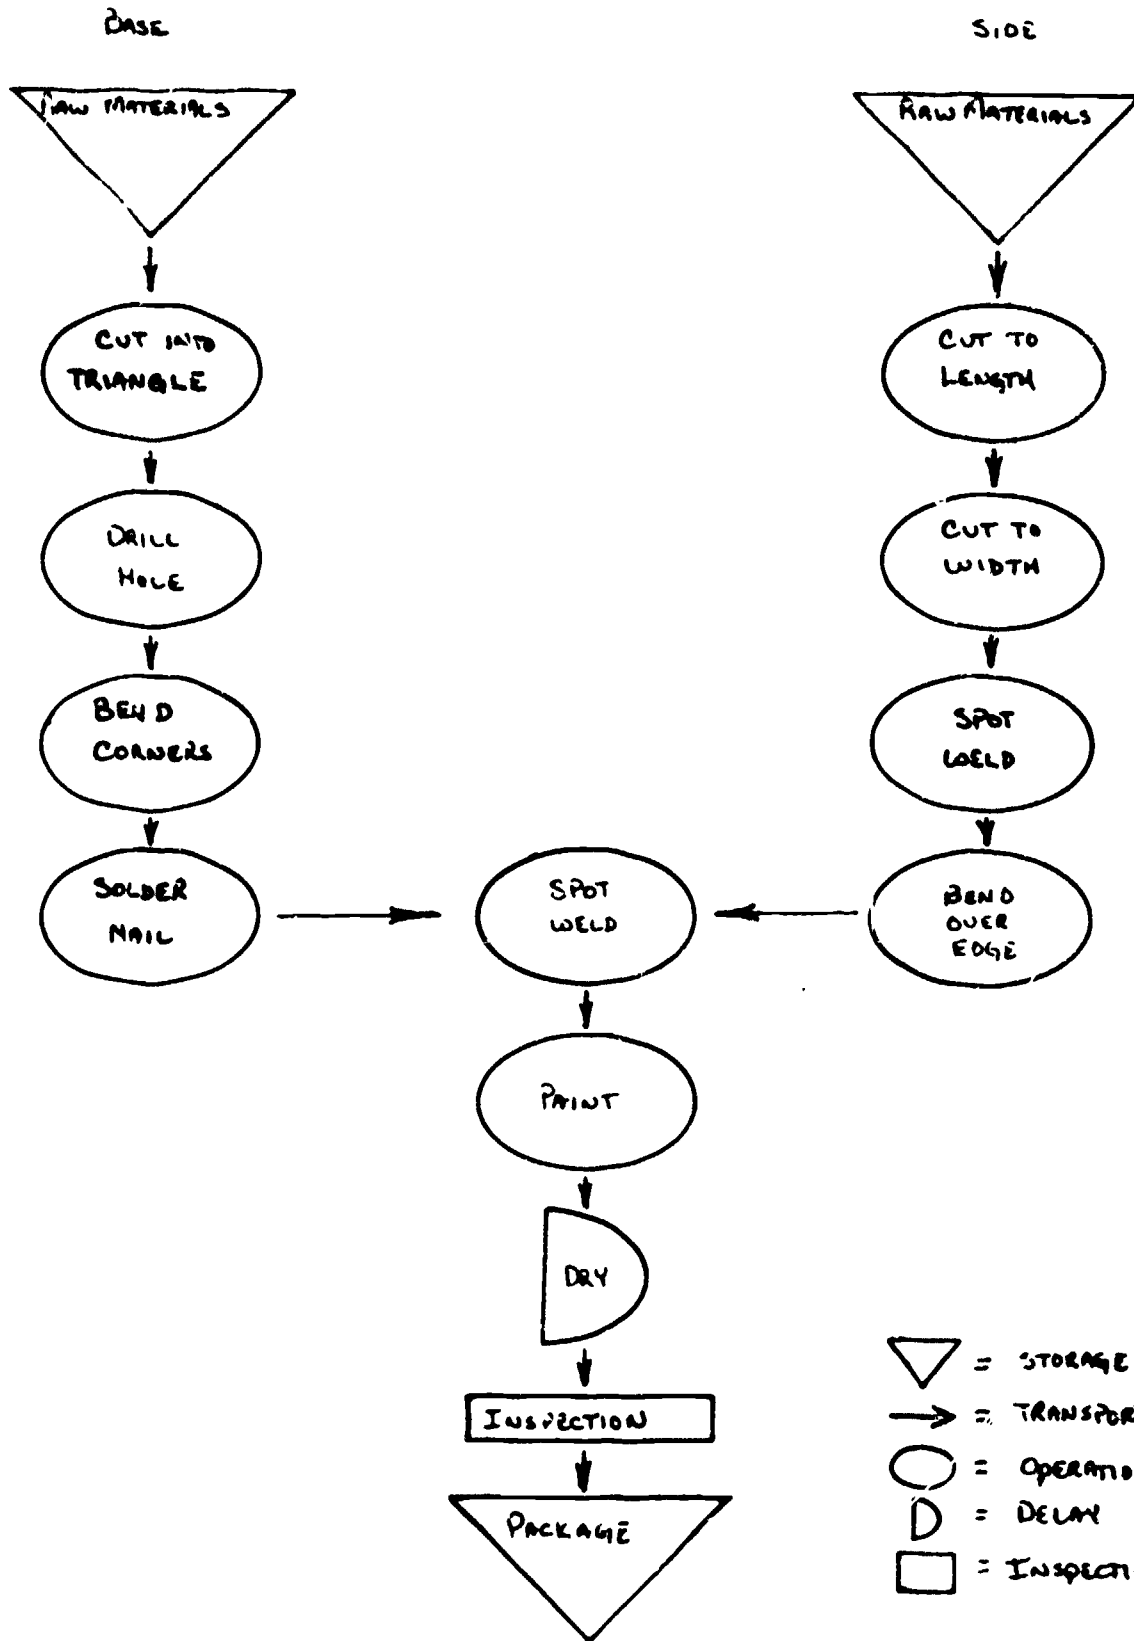 BASE
RAW MATERIALS
CUT INTO
TRIANGLE
DRILL
HOLE
BEND
CORNERS
SOLDER
NAIL
SIDE
RAW MATERIALS
CUT TO
LENGTH
CUT TO
WIDTH
SPOT
WELD
BEND
OVER
EDGE
SPOT
WELD
PAINT
DRY
INSPECTION
PACKAGE
= STORAGE
= TRANSPOR
= OPERATIO
= DELAY
= INSPECTI